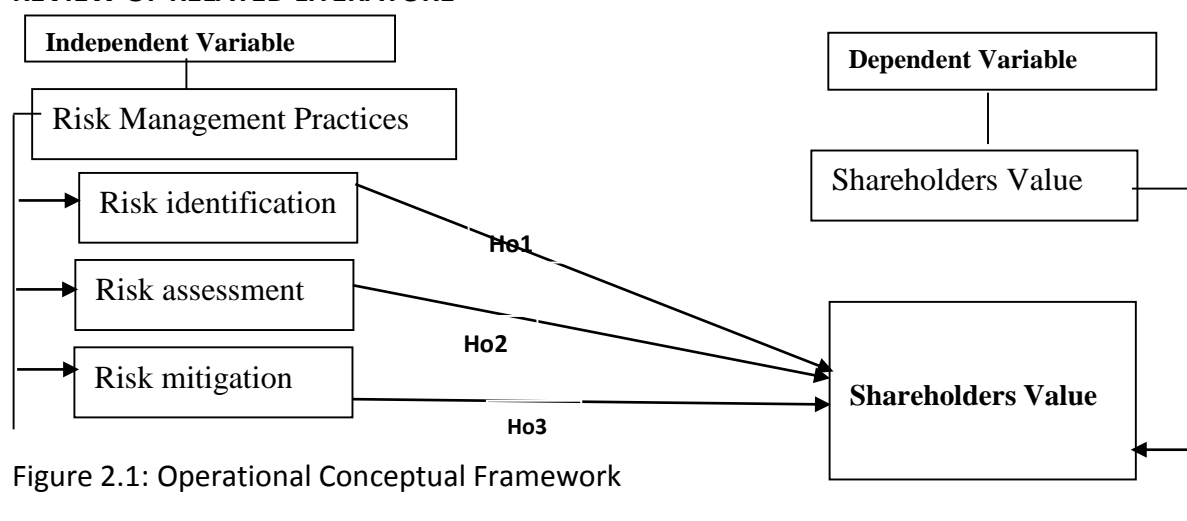 Independent Variable
Dependent Variable
Risk Management Practices
Shareholders Value
Risk identification
Ho1
Risk assessment
Ho2
Risk mitigation
Shareholders Value
Ho3
Figure 2.1: Operational Conceptual Framework